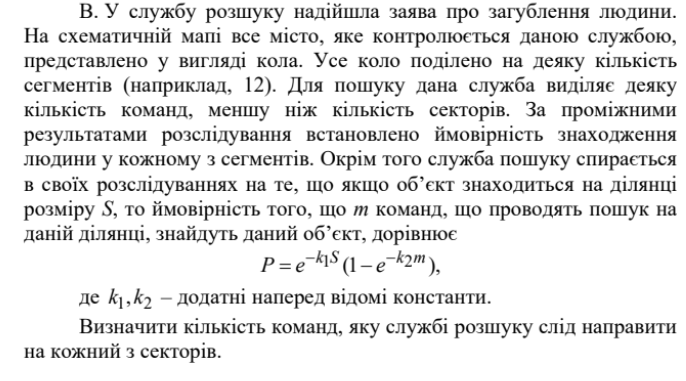 В. У службу розшуку надійшла заява про загублення людини.
На схематичній мапі все місто, яке контролюється даною службою,
представлено у вигляді кола. Усе коло поділено на деяку кількість
сегментів (наприклад, 12). Для пошуку дана служба виділяє деяку
кількість команд, меншу ніж кількість секторів. За проміжними
результатами розслідування встановлено ймовірність знаходження
людини у кожному з сегментів. Окрім того служба пошуку спирається
в своїх розслідуваннях на те, що якщо об’єкт знаходиться на ділянці
розміру S, то ймовірність того, що m команд, що проводять пошук на
даній ділянці, знайдуть даний об’єкт, дорівнює
P = e^{−k₁S}(1 − e^{−k₂m}),
де k₁, k₂ – додатні наперед відомі константи.
Визначити кількість команд, яку службі розшуку слід направити
на кожний з секторів.